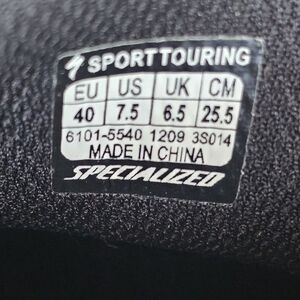 SPORT TOURING
EU US UK CM
40 7.5 6.5 25.5
6101-5540 1209 3S014
MADE IN CHINA
SPECIALIZED